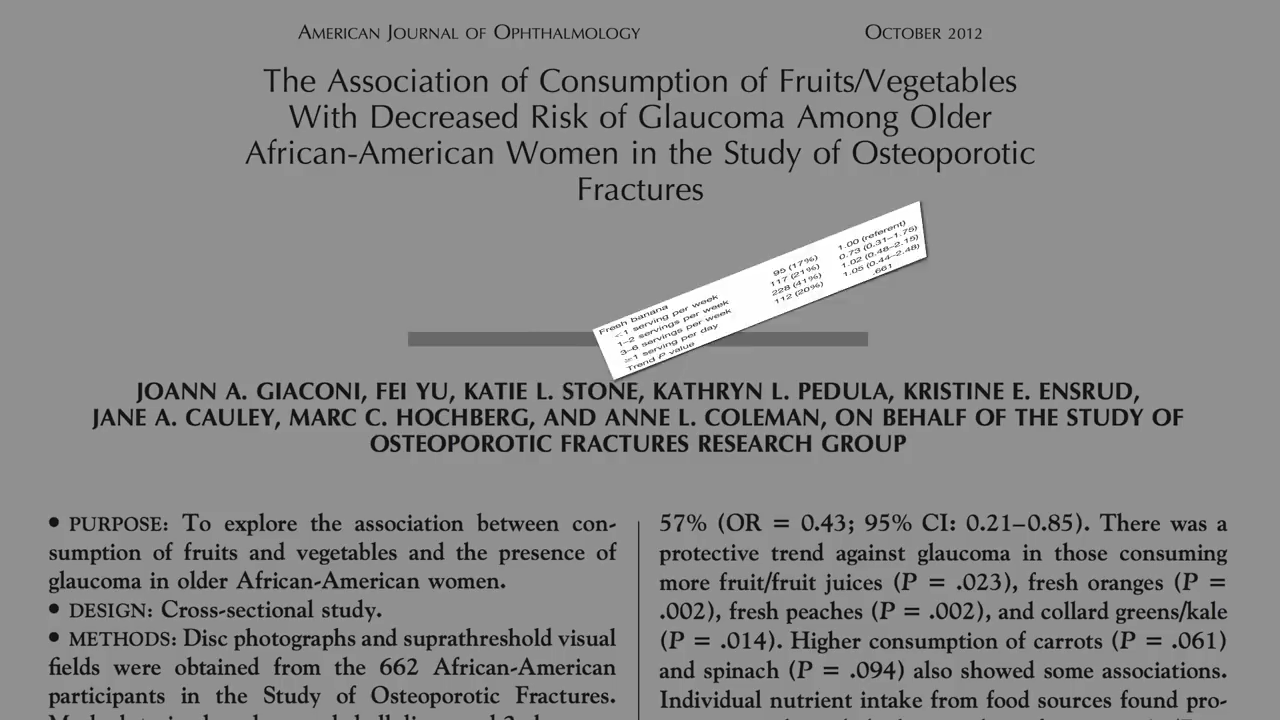 AMERICAN JOURNAL OF OPHTHALMOLOGY OCTOBER 2012
The Association of Consumption of Fruits/Vegetables
With Decreased Risk of Glaucoma Among Older
African-American Women in the Study of Osteoporotic
Fractures
Fresh banana
<1 serving per week 95 (17%) 1.00 (referent)
1–2 servings per week 117 (21%) 0.73 (0.31–1.75)
3–6 servings per week 228 (41%) 1.02 (0.48–2.15)
≥1 serving per day 112 (20%) 1.05 (0.44–2.48)
Trend P value .661
JOANN A. GIACONI, FEI YU, KATIE L. STONE, KATHRYN L. PEDULA, KRISTINE E. ENSRUD,
JANE A. CAULEY, MARC C. HOCHBERG, AND ANNE L. COLEMAN, ON BEHALF OF THE STUDY OF
OSTEOPOROTIC FRACTURES RESEARCH GROUP
• PURPOSE: To explore the association between con-
sumption of fruits and vegetables and the presence of
glaucoma in older African-American women.
• DESIGN: Cross-sectional study.
• METHODS: Disc photographs and suprathreshold visual
fields were obtained from the 662 African-American
participants in the Study of Osteoporotic Fractures.
57% (OR = 0.43; 95% CI: 0.21–0.85). There was a
protective trend against glaucoma in those consuming
more fruit/fruit juices (P = .023), fresh oranges (P =
.002), fresh peaches (P = .002), and collard greens/kale
(P = .014). Higher consumption of carrots (P = .061)
and spinach (P = .094) also showed some associations.
Individual nutrient intake from food sources found pro-